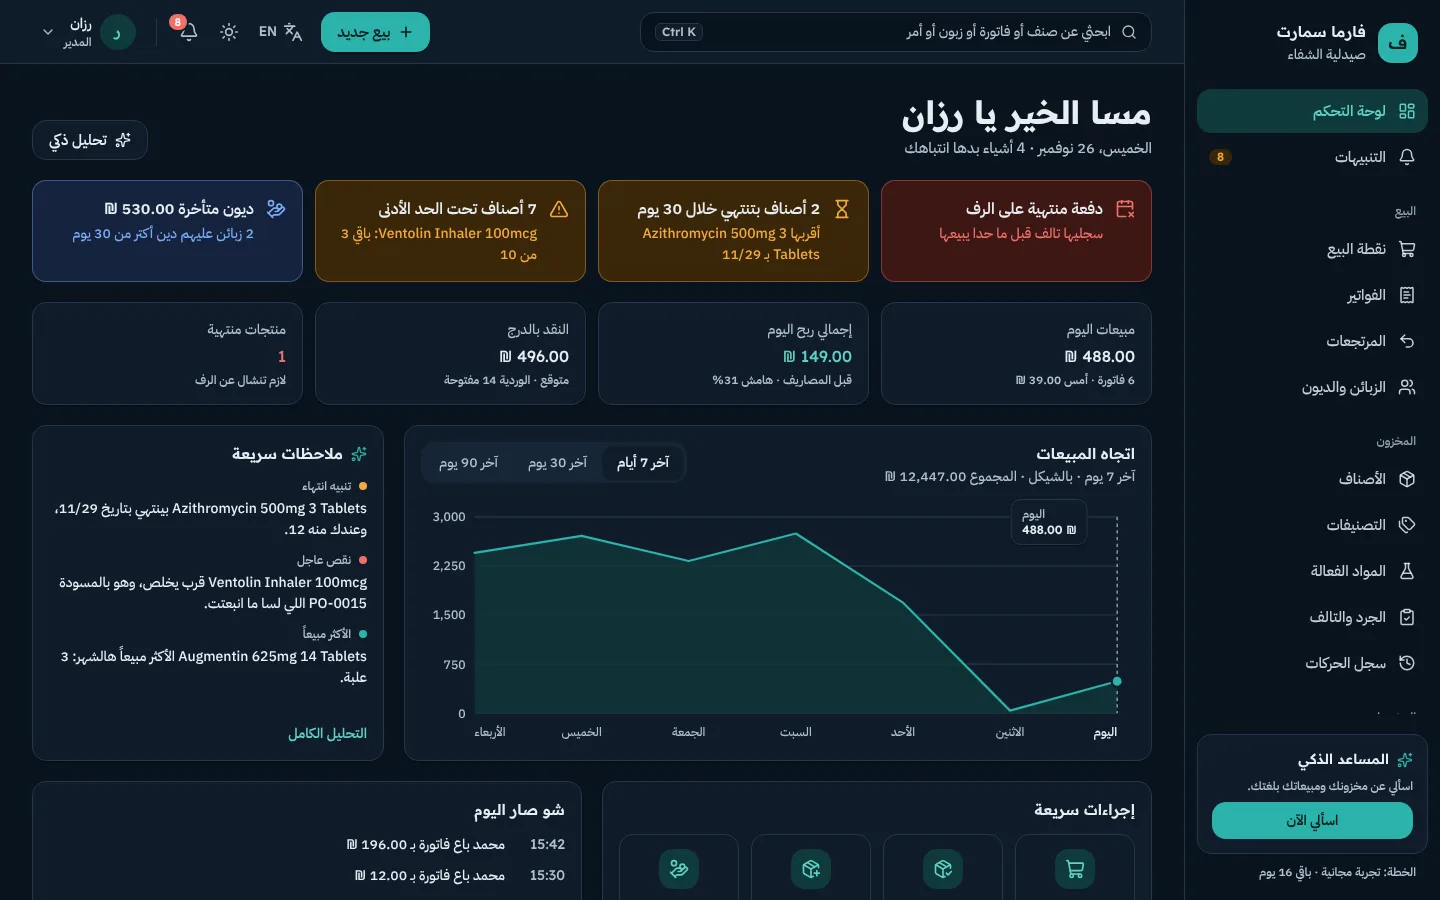 ف
فارما سمارت
صيدلية الشفاء
لوحة التحكم
التنبيهات
8
البيع
نقطة البيع
الفواتير
المرتجعات
الزبائن والديون
المخزون
الأصناف
التصنيفات
المواد الفعالة
الجرد والتالف
سجل الحركات
المساعد الذكي
اسألي عن مخزونك ومبيعاتك بلغتك.
اسألي الآن
الخطة: تجربة مجانية · باقي 16 يوم
ابحثي عن صنف أو فاتورة أو زبون أو أمر
Ctrl K
بيع جديد
EN
8
ر
رزان
المدير
مسا الخير يا رزان
الخميس، 26 نوفمبر · 4 أشياء بدها انتباهك
تحليل ذكي
دفعة منتهية على الرف
سجليها تالف قبل ما حدا يبيعها
2 أصناف بتنتهي خلال 30 يوم
أقربها Azithromycin 500mg 3
Tablets بـ 11/29
7 أصناف تحت الحد الأدنى
Ventolin Inhaler 100mcg: باقي 3
من 10
ديون متأخرة 530.00 ₪
2 زبائن عليهم دين أكتر من 30 يوم
مبيعات اليوم
488.00 ₪
6 فاتورة · أمس 39.00 ₪
إجمالي ربح اليوم
149.00 ₪
قبل المصاريف · هامش 31%
النقد بالدرج
496.00 ₪
متوقع · الوردية 14 مفتوحة
منتجات منتهية
1
لازم تنشال عن الرف
اتجاه المبيعات
آخر 7 يوم · بالشيكل · المجموع 12,447.00 ₪
آخر 7 أيام
آخر 30 يوم
آخر 90 يوم
اليوم
488.00 ₪
3,000
2,250
1,500
750
0
اليوم
الاثنين
الأحد
السبت
الجمعة
الخميس
الأربعاء
ملاحظات سريعة
تنبيه انتهاء
Azithromycin 500mg 3 Tablets بينتهي بتاريخ 11/29،
وعندك منه 12.
نقص عاجل
Ventolin Inhaler 100mcg قرب يخلص، وهو بالمسودة
PO-0015 اللي لسا ما انبعتت.
الأكثر مبيعاً
Augmentin 625mg 14 Tablets الأكثر مبيعاً هالشهر: 3
علبة.
التحليل الكامل
إجراءات سريعة
شو صار اليوم
15:42 محمد باع فاتورة بـ 196.00 ₪
15:30 محمد باع فاتورة بـ 12.00 ₪